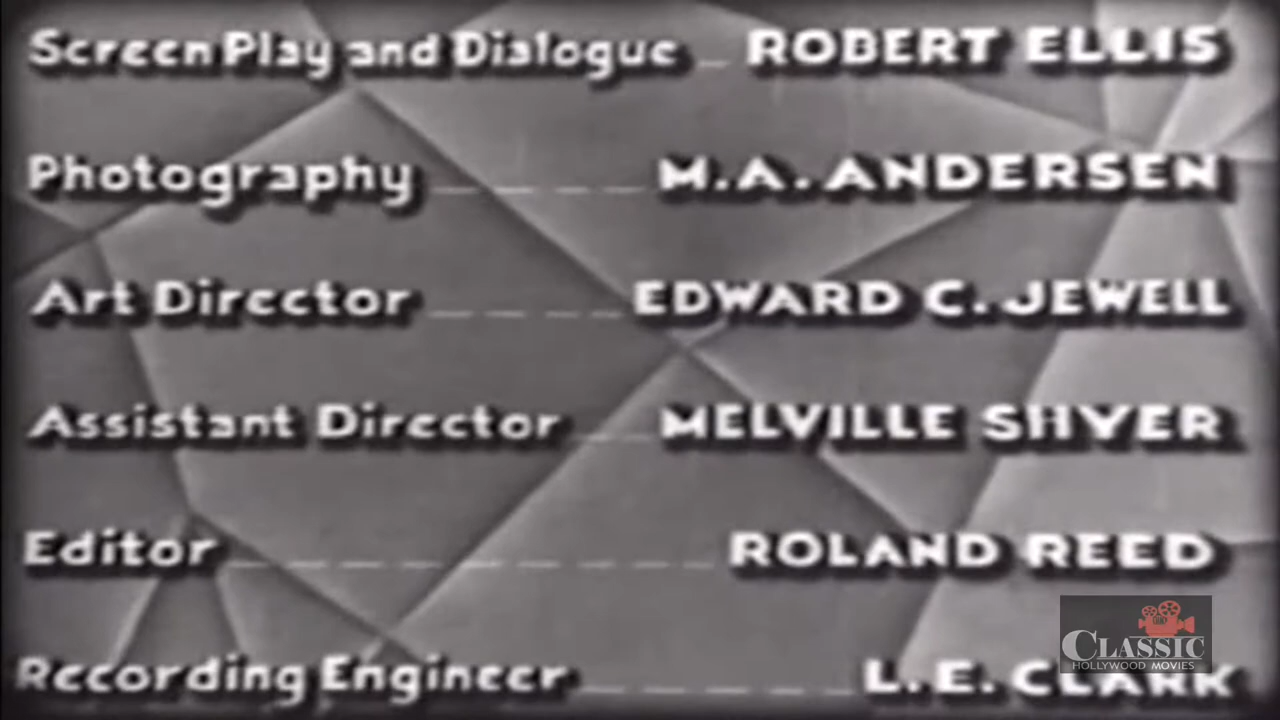 Screen Play and Dialogue _ ROBERT ELLIS
Photography _ _ _ _ _ M.A. ANDERSEN
Art Director _ _ _ _ _ EDWARD C. JEWELL
Assistant Director _ _ MELVILLE SHYER
Editor _ _ _ _ _ _ _ _ _ _ _ ROLAND REED
Recording Engineer _ _ _ _ _ _ L.E. CLARK
CLASSIC
HOLLYWOOD MOVIES